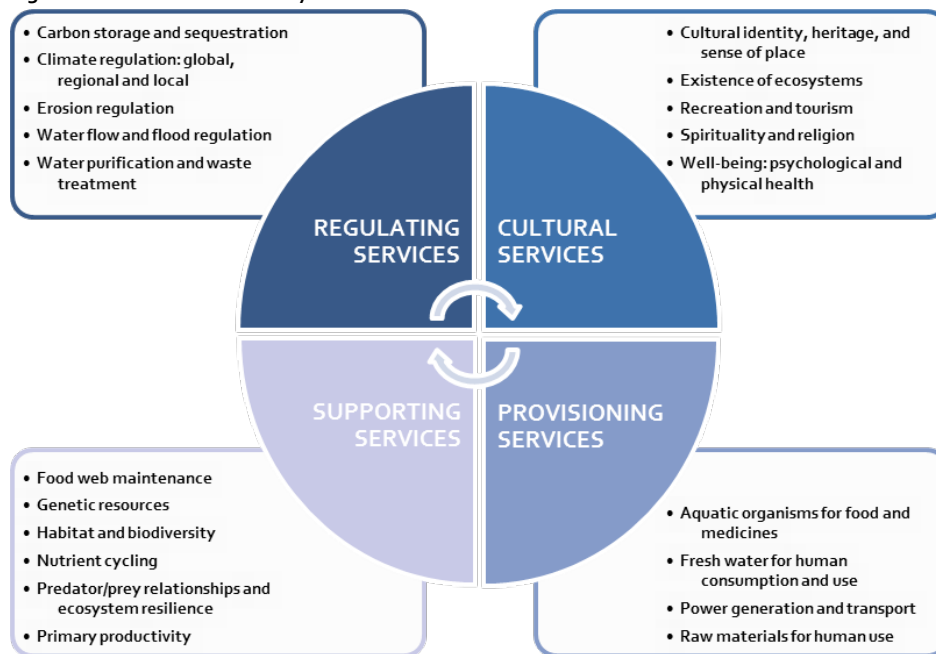 • Carbon storage and sequestration
• Climate regulation: global,
regional and local
• Erosion regulation
• Water flow and flood regulation
• Water purification and waste
treatment
• Cultural identity, heritage, and
sense of place
• Existence of ecosystems
• Recreation and tourism
• Spirituality and religion
• Well-being: psychological and
physical health
REGULATING
SERVICES
CULTURAL
SERVICES
SUPPORTING
SERVICES
PROVISIONING
SERVICES
• Food web maintenance
• Genetic resources
• Habitat and biodiversity
• Nutrient cycling
• Predator/prey relationships and
ecosystem resilience
• Primary productivity
• Aquatic organisms for food and
medicines
• Fresh water for human
consumption and use
• Power generation and transport
• Raw materials for human use